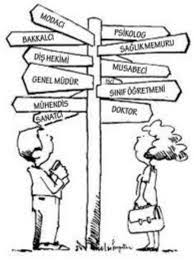 MODACI
BAKKALCI
DİŞ HEKİMİ
GENEL MÜDÜR
MÜHENDİS
SANATCI
PSİKOLOG
SAĞLIK MEMURU
MUSABECİ
SINIF ÖĞRETMENİ
DOKTOR